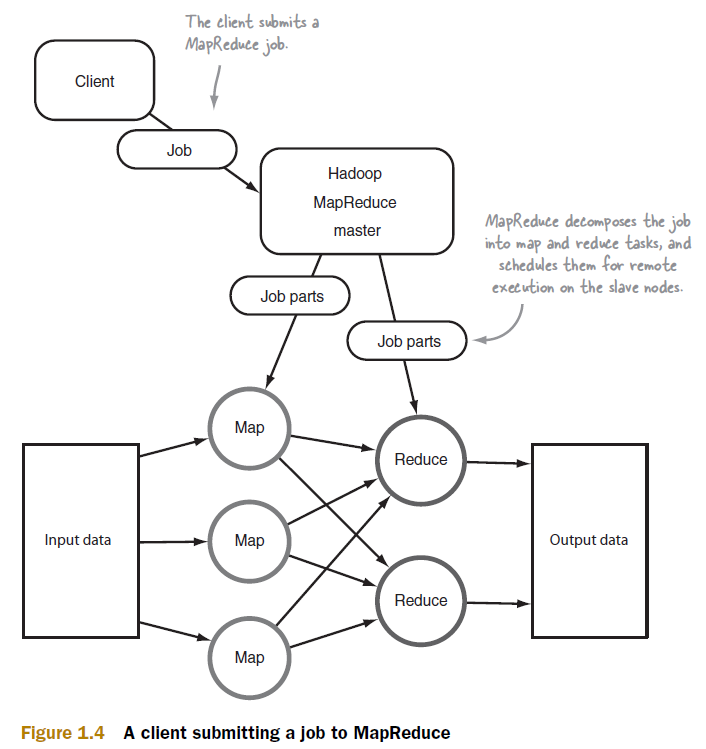 The client submits a
MapReduce job.
Client
Job
Hadoop
MapReduce
master
MapReduce decomposes the job
into map and reduce tasks, and
schedules them for remote
execution on the slave nodes.
Job parts
Job parts
Map
Reduce
Input data
Map
Output data
Reduce
Map
Figure 1.4 A client submitting a job to MapReduce